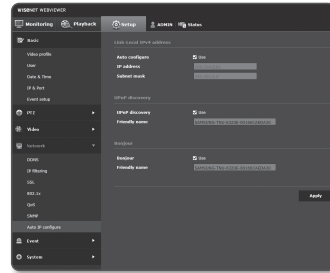 WISENET WEBVIEWER
Monitoring Playback Setup ADMIN Status
Basic
Video profile
User
Date & Time
IP & Port
Event setup
PTZ
Video
Network
DDNS
IP filtering
SSL
802.1x
QoS
SNMP
Auto IP configure
Event
System
Link-Local IPv4 address
Auto configure Use
IP address
Subnet mask
UPnP discovery
UPnP discovery Use
Friendly name
Bonjour
Bonjour Use
Friendly name
Apply